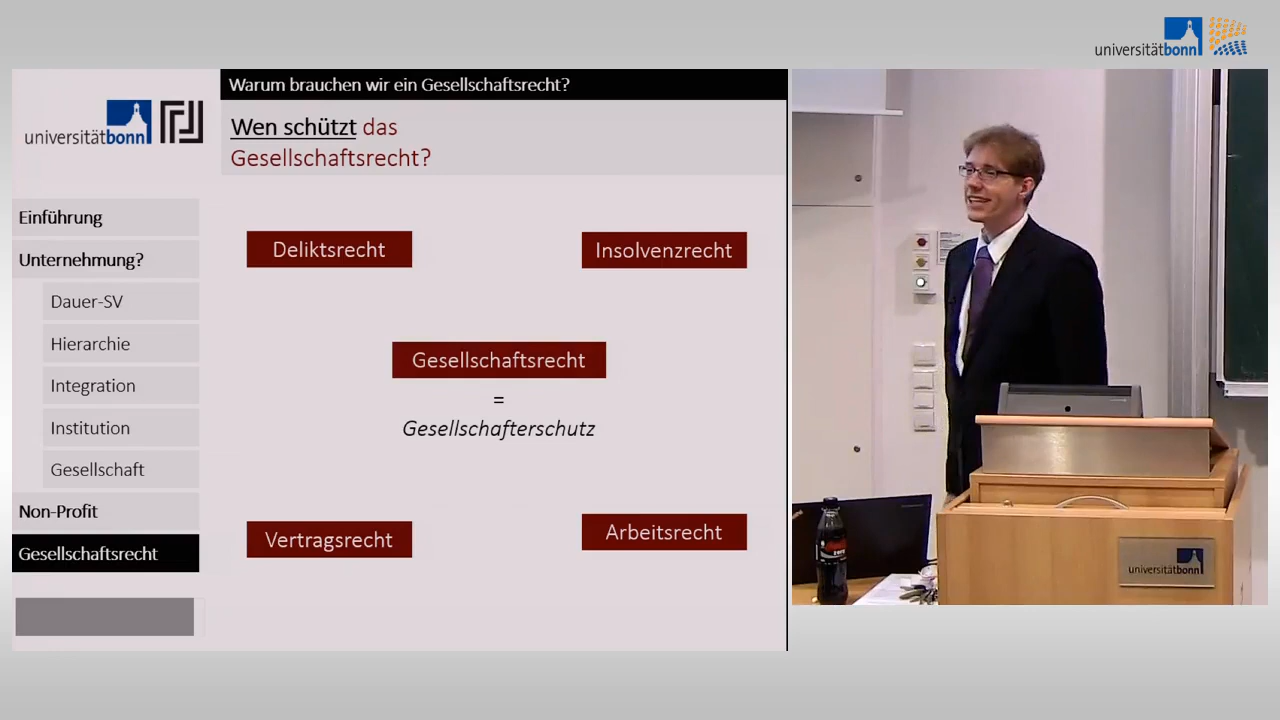 universitätbonn
Warum brauchen wir ein Gesellschaftsrecht?
universitätbonn
Wen schützt das
Gesellschaftsrecht?
Einführung
Unternehmung?
Dauer-SV
Hierarchie
Integration
Institution
Gesellschaft
Non-Profit
Gesellschaftsrecht
Deliktsrecht
Insolvenzrecht
Gesellschaftsrecht
=
Gesellschafterschutz
Vertragsrecht
Arbeitsrecht
zero
universitätbonn